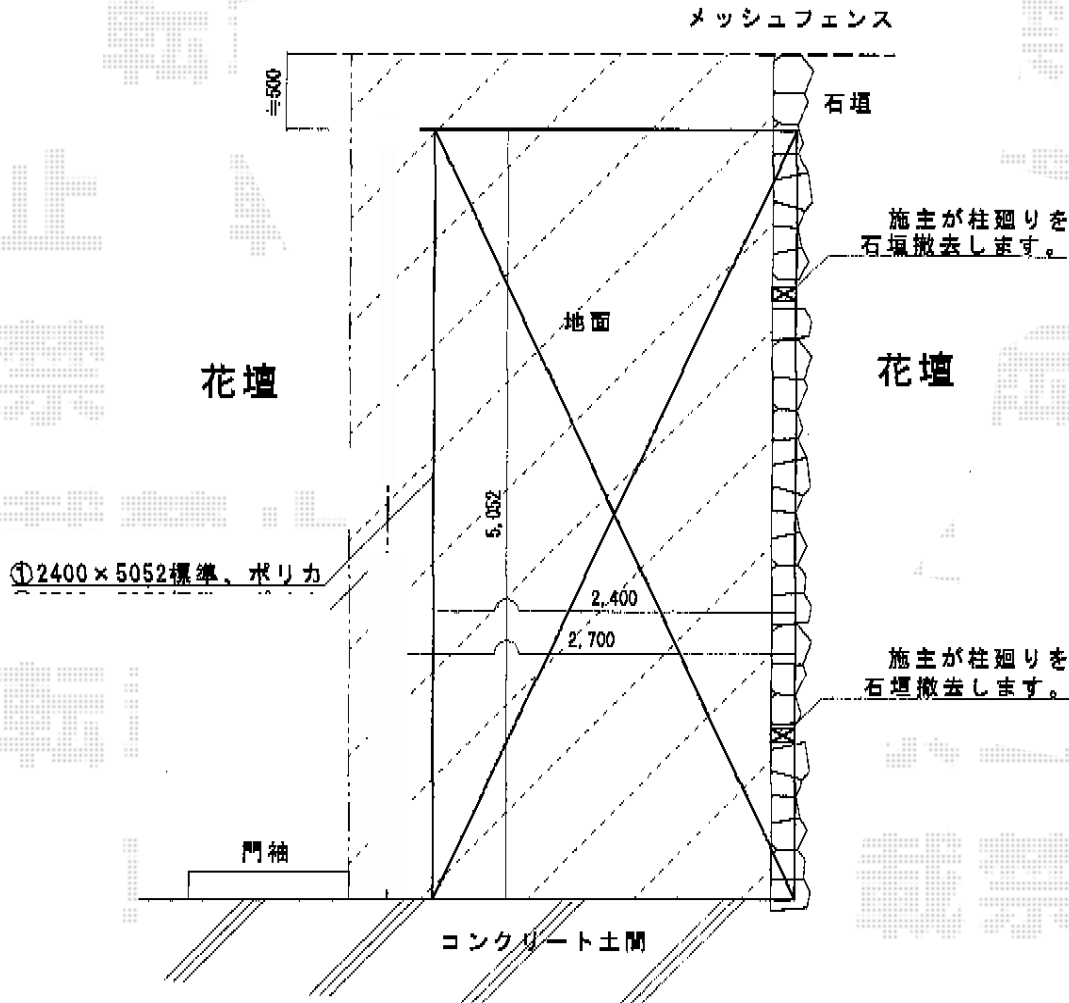 メッシュフェンス
≒500
石垣
施主が柱廻りを
石垣撤去します。
地面
花壇
花壇
5,052
①2400×5052標準、ポリカ
2,400
2,700
施主が柱廻りを
石垣撤去します。
門袖
コンクリート土間